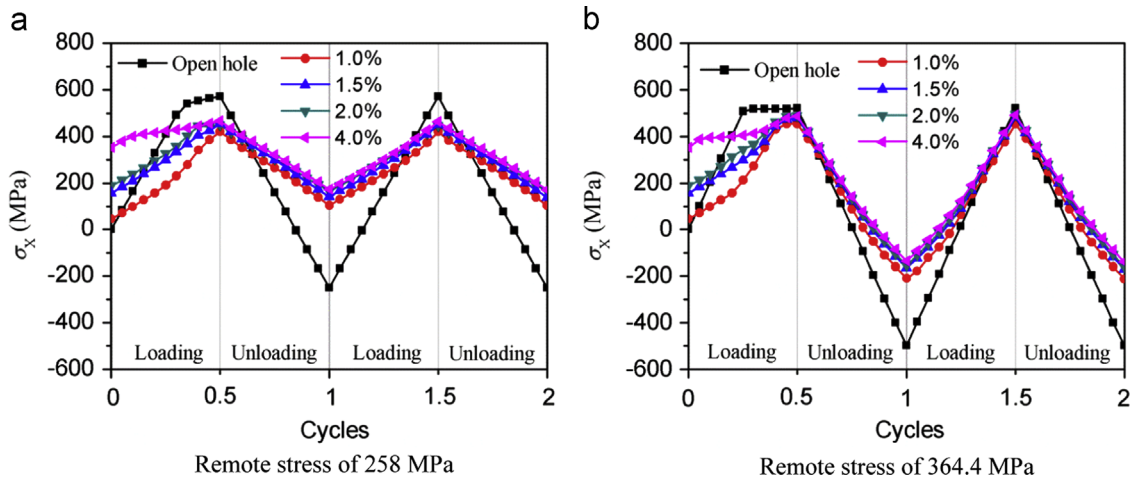 a
800
600
400
200
0
-200
-400
-600
σx (MPa)
Open hole
1.0%
1.5%
2.0%
4.0%
Loading Unloading Loading Unloading
0 0.5 1 1.5 2
Cycles
Remote stress of 258 MPa
b
800
600
400
200
0
-200
-400
-600
σx (MPa)
Open hole
1.0%
1.5%
2.0%
4.0%
Loading Unloading Loading Unloading
0 0.5 1 1.5 2
Cycles
Remote stress of 364.4 MPa